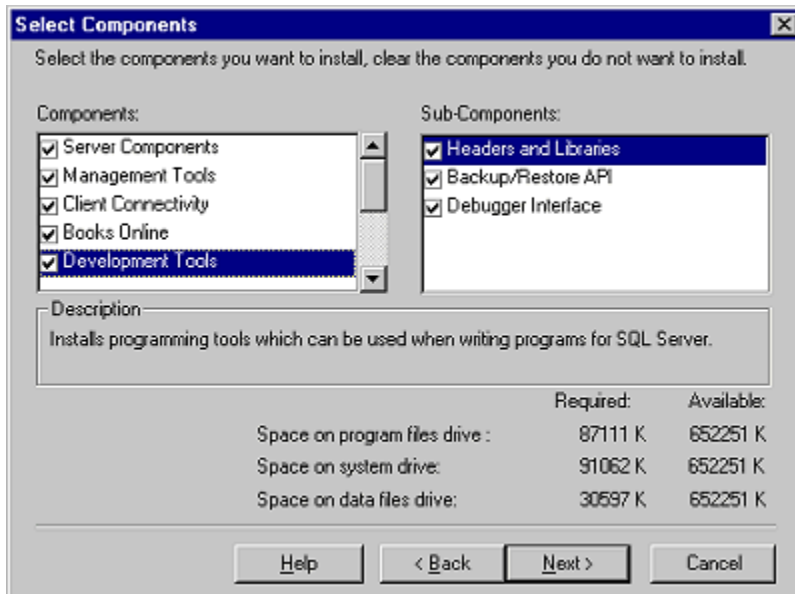 Select Components
Select the components you want to install, clear the components you do not want to install.
Components:
Server Components
Management Tools
Client Connectivity
Books Online
Development Tools
Sub-Components:
Headers and Libraries
Backup/Restore API
Debugger Interface
Description
Installs programming tools which can be used when writing programs for SQL Server.
Required: Available:
Space on program files drive : 87111 K 652251 K
Space on system drive: 91062 K 652251 K
Space on data files drive: 30597 K 652251 K
Help < Back Next > Cancel